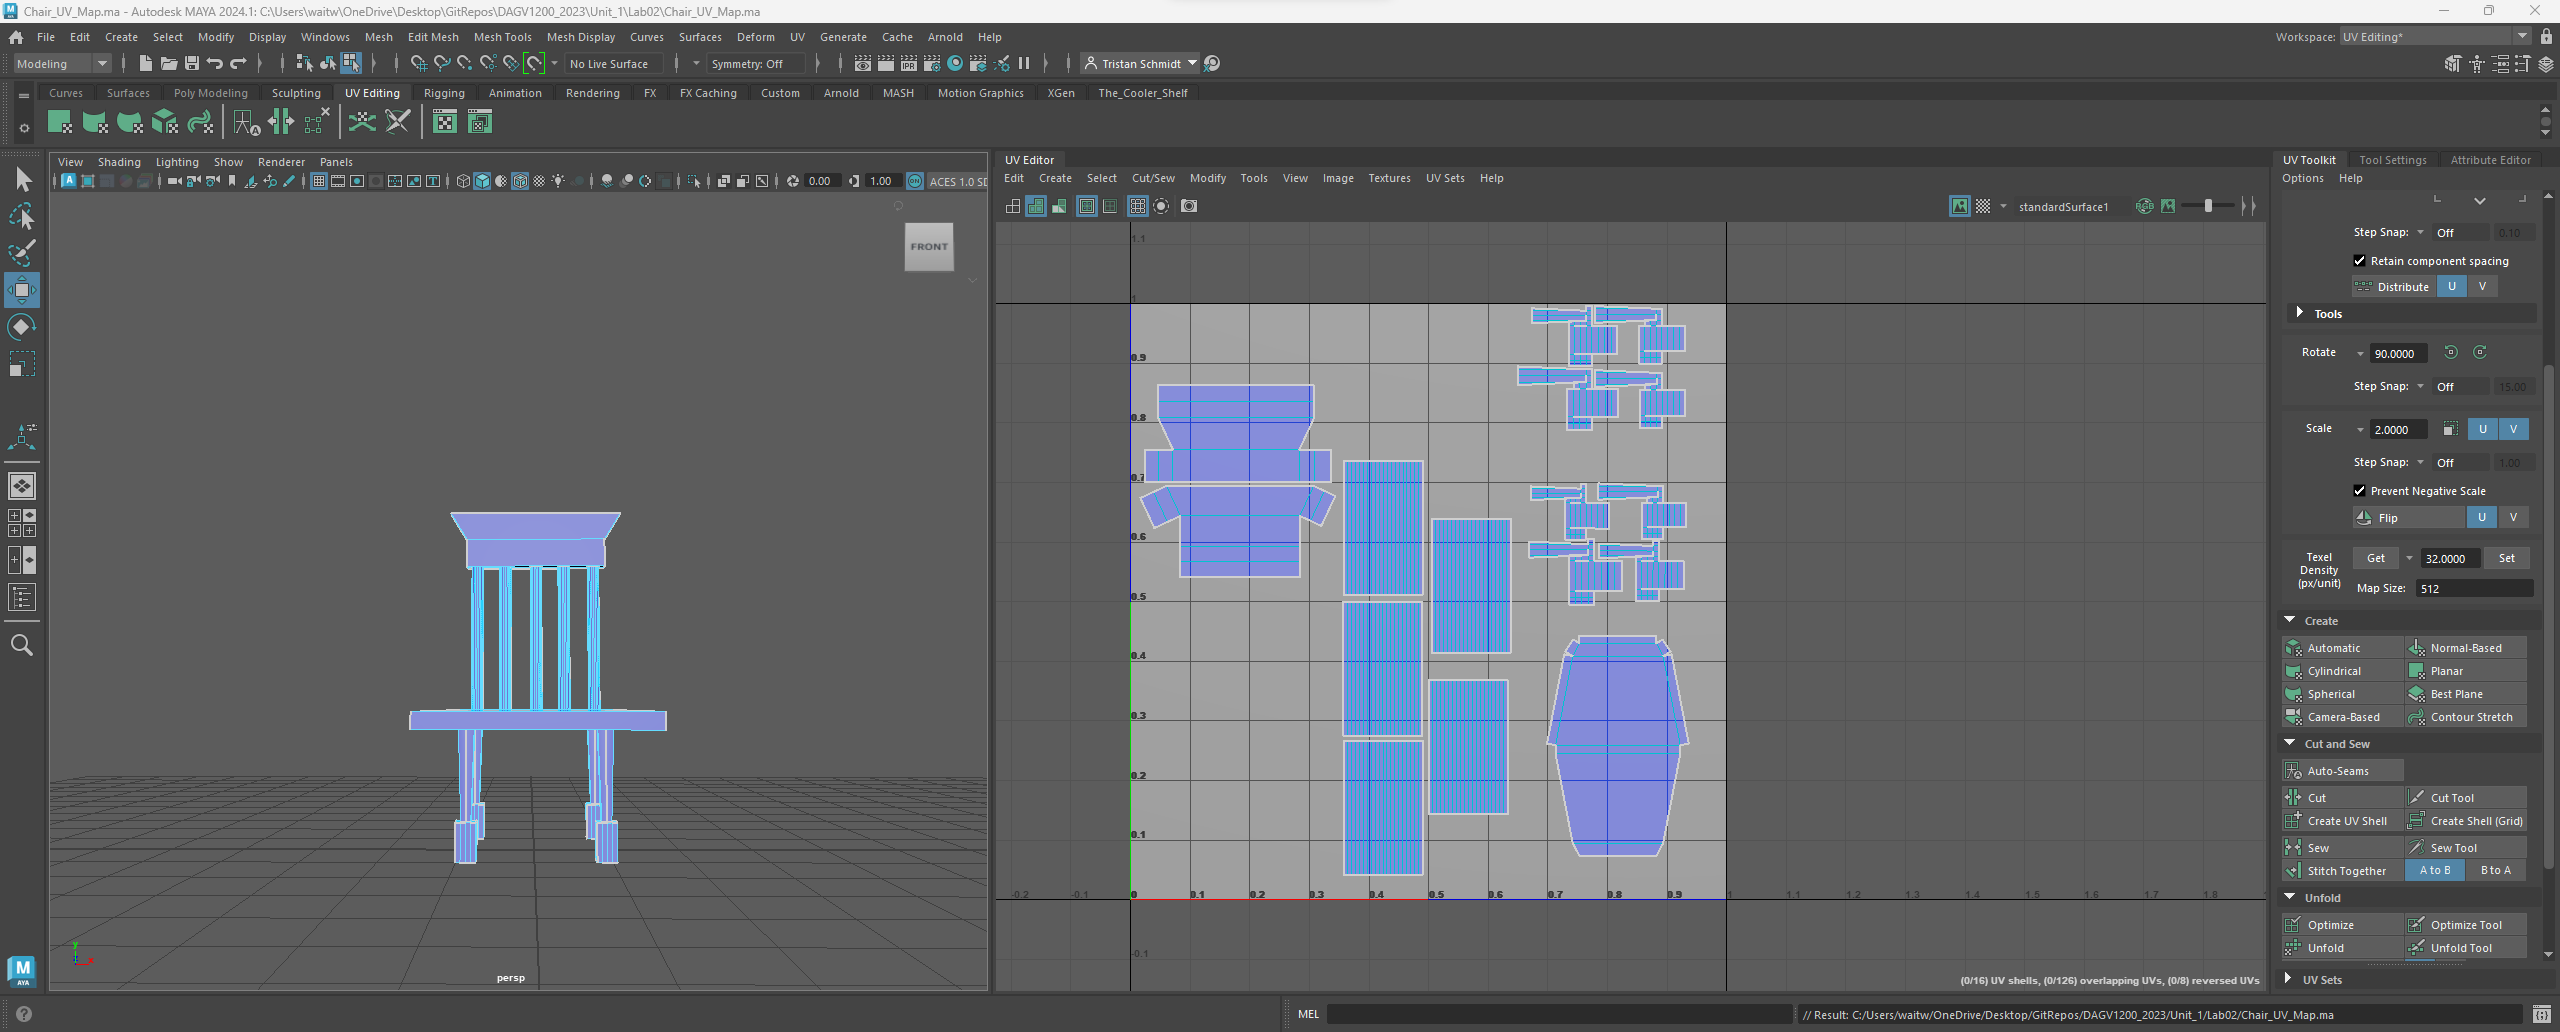 Chair_UV_Map.ma - Autodesk MAYA 2024.1: C:\Users\waitw\OneDrive\Desktop\GitRepos\DAGV1200_2023\Unit_1\Lab02\Chair_UV_Map.ma
File Edit Create Select Modify Display Windows Mesh Edit Mesh Mesh Tools Mesh Display Curves Surfaces Deform UV Generate Cache Arnold Help
Workspace: UV Editing*
Modeling
No Live Surface
Symmetry: Off
IPR
Tristan Schmidt
Curves Surfaces Poly Modeling Sculpting UV Editing Rigging Animation Rendering FX FX Caching Custom Arnold MASH Motion Graphics XGen The_Cooler_Shelf
View Shading Lighting Show Renderer Panels
0.00
1.00
ON
ACES 1.0 SD
FRONT
persp
y
UV Editor
Edit Create Select Cut/Sew Modify Tools View Image Textures UV Sets Help
standardSurface1
RGB
1.1
1
0.9
0.8
0.7
0.6
0.5
0.4
0.3
0.2
0.1
-0.2 -0.1 0 0.1 0.2 0.3 0.4 0.5 0.6 0.7 0.8 0.9 1 1.1 1.2 1.3 1.4 1.5 1.6 1.7 1.8
-0.1
(0/16) UV shells, (0/126) overlapping UVs, (0/8) reversed UVs
UV Toolkit Tool Settings Attribute Editor
Options Help
Step Snap: Off 0.10
Retain component spacing
Distribute U V
Tools
Rotate 90.0000
Step Snap: Off 15.00
Scale 2.0000 U V
Step Snap: Off 1.00
Prevent Negative Scale
Flip U V
Texel
Density
(px/unit)
Get 32.0000 Set
Map Size: 512
Create
Automatic Normal-Based
Cylindrical Planar
Spherical Best Plane
Camera-Based Contour Stretch
Cut and Sew
Auto-Seams
Cut Cut Tool
Create UV Shell Create Shell (Grid)
Sew Sew Tool
Stitch Together A to B B to A
Unfold
Optimize Optimize Tool
Unfold Unfold Tool
UV Sets
M
AYA
MEL
// Result: C:/Users/waitw/OneDrive/Desktop/GitRepos/DAGV1200_2023/Unit_1/Lab02/Chair_UV_Map.ma